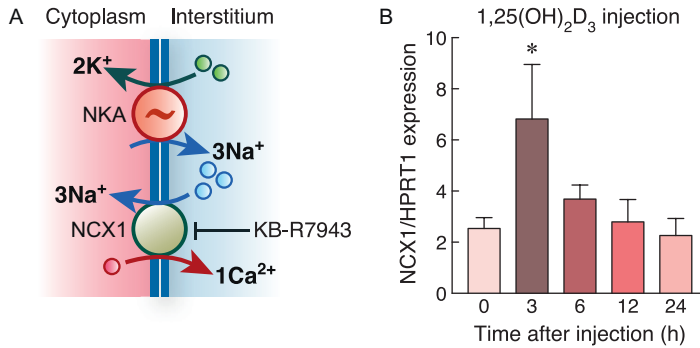 A
Cytoplasm
Interstitium
2K⁺
NKA
~
3Na⁺
3Na⁺
NCX1
KB-R7943
1Ca²⁺
B
1,25(OH)₂D₃ injection
NCX1/HPRT1 expression
10
8
6
4
2
0
*
0 3 6 12 24
Time after injection (h)